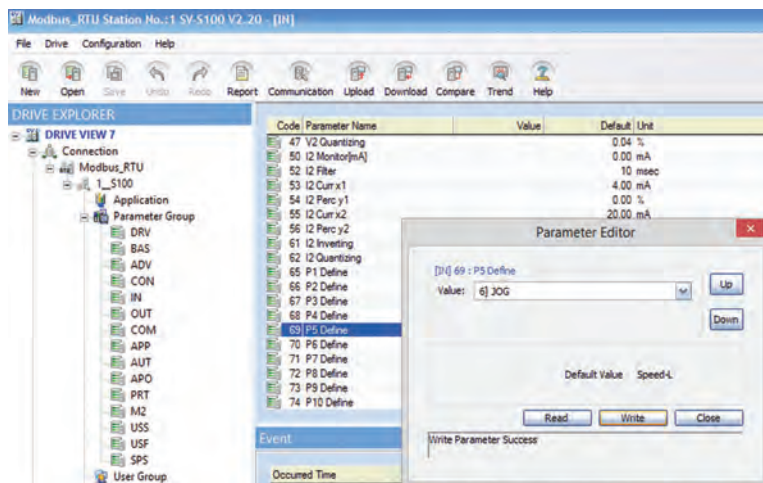 Modbus_RTU Station No.:1 SV-S100 V2.20 - [IN]
File Drive Configuration Help
New Open Save Undo Redo Report Communication Upload Download Compare Trend Help
DRIVE EXPLORER
DRIVE VIEW 7
Connection
Modbus_RTU
1__S100
Application
Parameter Group
DRV
BAS
ADV
CON
IN
OUT
COM
APP
AUT
APO
PRT
M2
USS
USF
SPS
User Group
Code Parameter Name Value Default Unit
47 V2 Quantizing 0.04 %
50 I2 Monitor[mA] 0.00 mA
52 I2 Filter 10 msec
53 I2 Curr x1 4.00 mA
54 I2 Perc y1 0.00 %
55 I2 Curr x2 20.00 mA
56 I2 Perc y2
61 I2 Inverting
62 I2 Quantizing
65 P1 Define
66 P2 Define
67 P3 Define
68 P4 Define
69 P5 Define
70 P6 Define
71 P7 Define
72 P8 Define
73 P9 Define
74 P10 Define
Event
Occurred Time
Parameter Editor
[IN] 69 : P5 Define
Value: 6] JOG
Up
Down
Default Value Speed-L
Read Write Close
Write Parameter Success